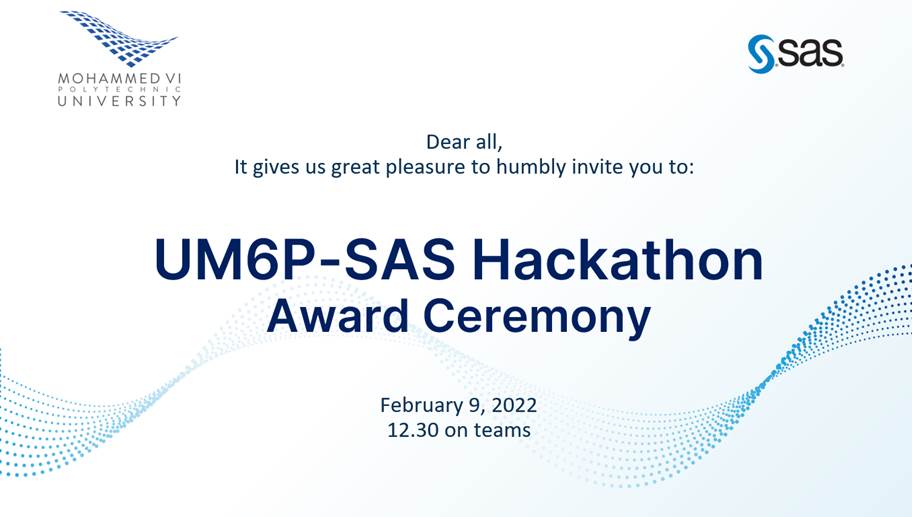 MOHAMMED VI
POLYTECHNIC
UNIVERSITY
sas
Dear all,
It gives us great pleasure to humbly invite you to:
UM6P-SAS Hackathon
Award Ceremony
February 9, 2022
12.30 on teams